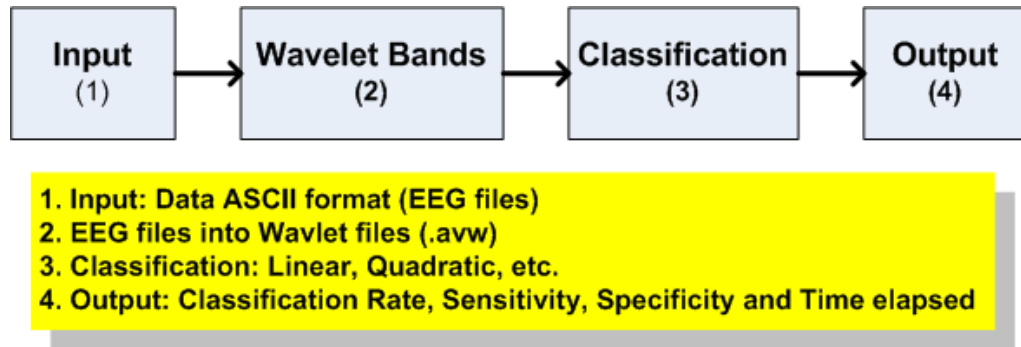 Input
(1)
Wavelet Bands
(2)
Classification
(3)
Output
(4)
1. Input: Data ASCII format (EEG files)
2. EEG files into Wavlet files (.avw)
3. Classification: Linear, Quadratic, etc.
4. Output: Classification Rate, Sensitivity, Specificity and Time elapsed